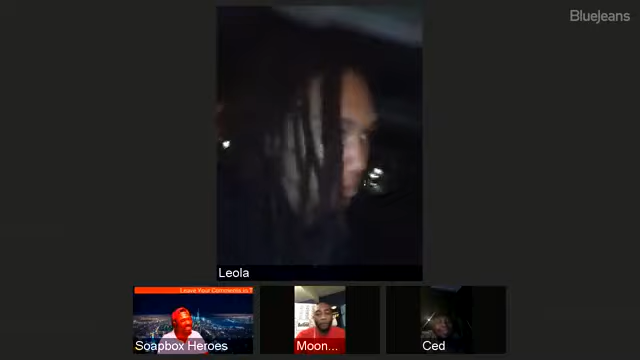 BlueJeans
Leola
Leave Your Comments in T
Soapbox Heroes
Moon...
Ced